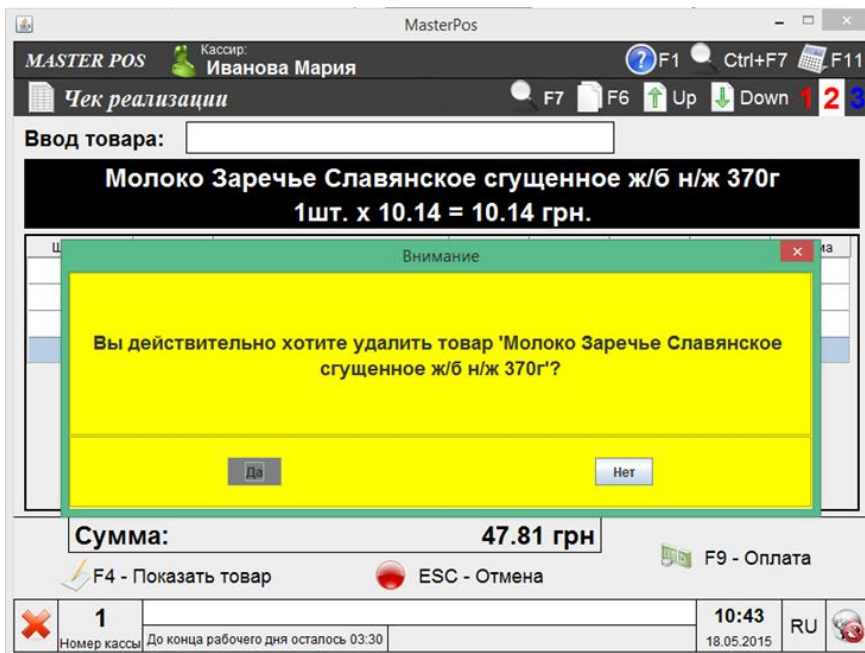 MasterPos
MASTER POS Кассир: Иванова Мария F1 Ctrl+F7 F11
Чек реализации F7 F6 Up Down 1 2 3
Ввод товара:
Молоко Заречье Славянское сгущенное ж/б н/ж 370г
1шт. х 10.14 = 10.14 грн.
Внимание
Вы действительно хотите удалить товар 'Молоко Заречье Славянское
сгущенное ж/б н/ж 370г'?
Да Нет
Сумма: 47.81 грн
F4 - Показать товар ESC - Отмена F9 - Оплата
1 10:43 RU
Номер кассы До конца рабочего дня осталось 03:30 18.05.2015